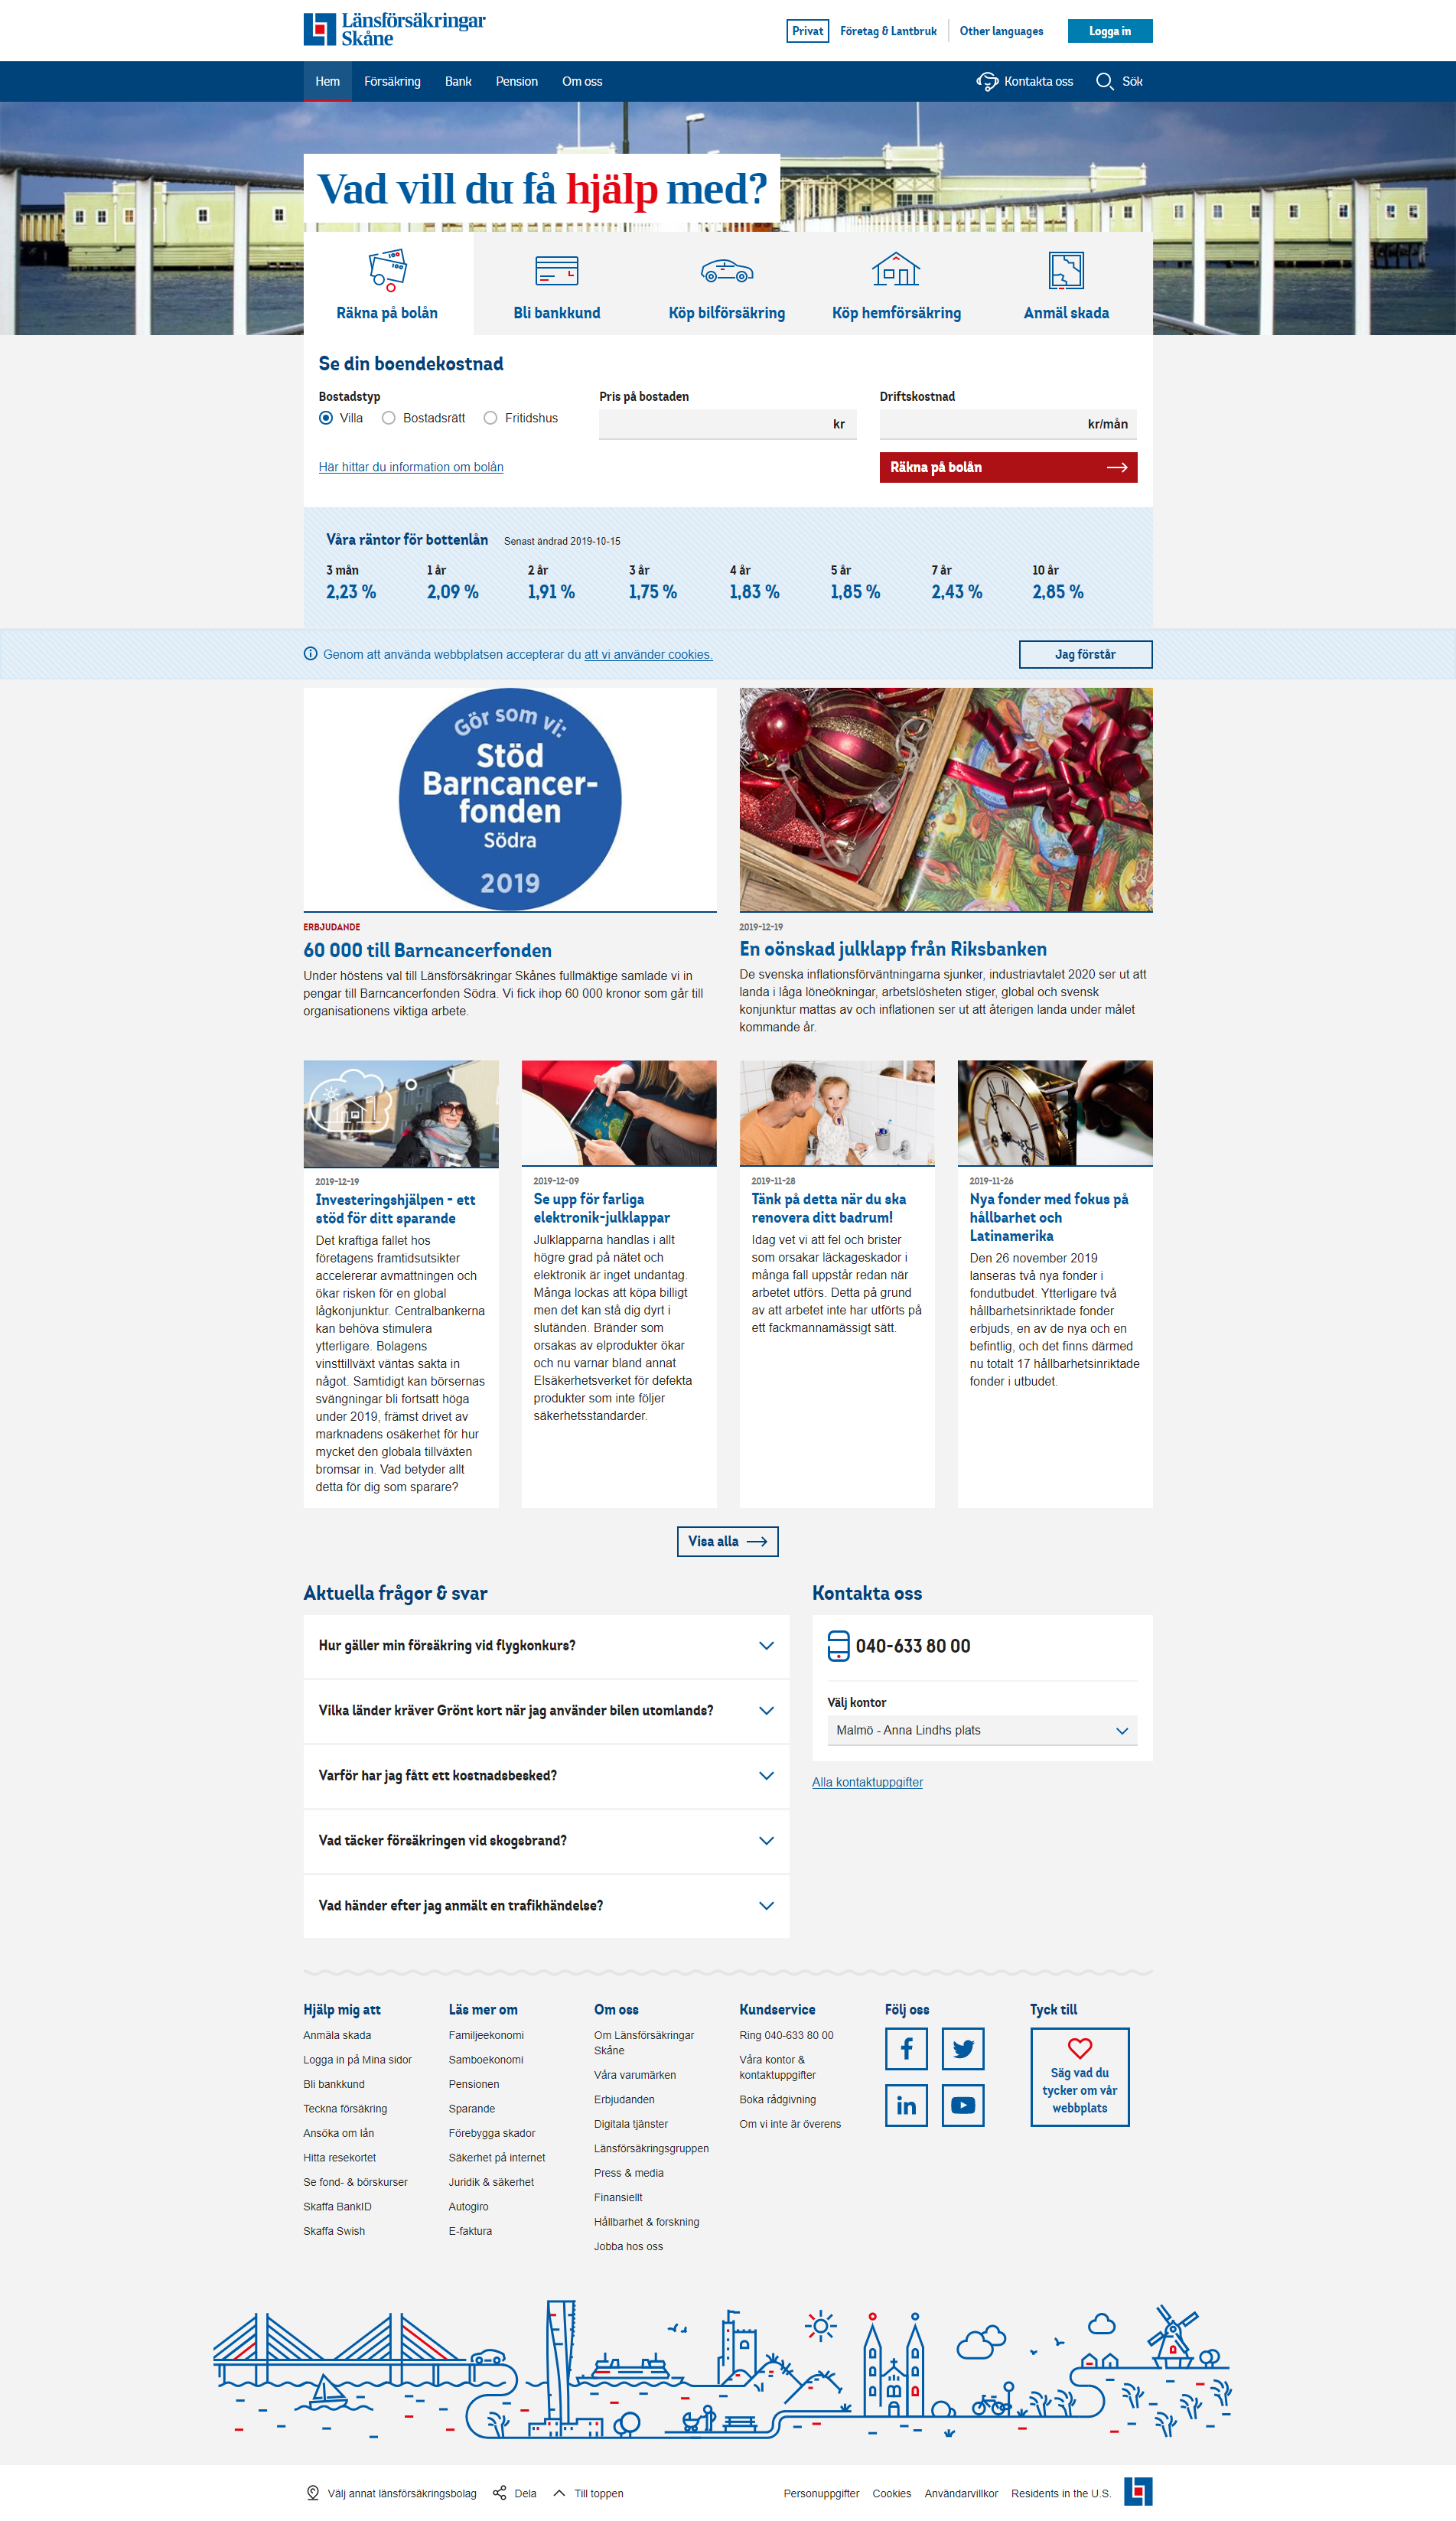 Länsförsäkringar
Skåne
Privat
Företag & Lantbruk
Other languages
Logga in
Hem
Försäkring
Bank
Pension
Om oss
Kontakta oss
Sök
Vad vill du få hjälp med?
100
100
Räkna på bolån
Bli bankkund
Köp bilförsäkring
Köp hemförsäkring
Anmäl skada
Se din boendekostnad
Bostadstyp
Villa
Bostadsrätt
Fritidshus
Pris på bostaden
kr
Driftskostnad
kr/mån
Här hittar du information om bolån
Räkna på bolån
Våra räntor för bottenlån
Senast ändrad 2019-10-15
3 mån
1 år
2 år
3 år
4 år
5 år
7 år
10 år
2,23 %
2,09 %
1,91 %
1,75 %
1,83 %
1,85 %
2,43 %
2,85 %
Genom att använda webbplatsen accepterar du att vi använder cookies.
Jag förstår
Gör som vi:
Stöd
Barncancer-
fonden
Södra
2019
ERBJUDANDE
60 000 till Barncancerfonden
Under höstens val till Länsförsäkringar Skånes fullmäktige samlade vi in
pengar till Barncancerfonden Södra. Vi fick ihop 60 000 kronor som går till
organisationens viktiga arbete.
2019-12-19
En oönskad julklapp från Riksbanken
De svenska inflationsförväntningarna sjunker, industriavtalet 2020 ser ut att
landa i låga löneökningar, arbetslösheten stiger, global och svensk
konjunktur mattas av och inflationen ser ut att återigen landa under målet
kommande år.
2019-12-19
Investeringshjälpen - ett
stöd för ditt sparande
Det kraftiga fallet hos
företagens framtidsutsikter
accelererar avmattningen och
ökar risken för en global
lågkonjunktur. Centralbankerna
kan behöva stimulera
ytterligare. Bolagens
vinsttillväxt väntas sakta in
något. Samtidigt kan börsernas
svängningar bli fortsatt höga
under 2019, främst drivet av
marknadens osäkerhet för hur
mycket den globala tillväxten
bromsar in. Vad betyder allt
detta för dig som sparare?
2019-12-09
Se upp för farliga
elektronik-julklappar
Julklapparna handlas i allt
högre grad på nätet och
elektronik är inget undantag.
Många lockas att köpa billigt
men det kan stå dig dyrt i
slutänden. Bränder som
orsakas av elprodukter ökar
och nu varnar bland annat
Elsäkerhetsverket för defekta
produkter som inte följer
säkerhetsstandarder.
2019-11-28
Tänk på detta när du ska
renovera ditt badrum!
Idag vet vi att fel och brister
som orsakar läckageskador i
många fall uppstår redan när
arbetet utförs. Detta på grund
av att arbetet inte har utförts på
ett fackmannamässigt sätt.
2019-11-26
Nya fonder med fokus på
hållbarhet och
Latinamerika
Den 26 november 2019
lanseras två nya fonder i
fondutbudet. Ytterligare två
hållbarhetsinriktade fonder
erbjuds, en av de nya och en
befintlig, och det finns därmed
nu totalt 17 hållbarhetsinriktade
fonder i utbudet.
Visa alla
Aktuella frågor & svar
Hur gäller min försäkring vid flygkonkurs?
Vilka länder kräver Grönt kort när jag använder bilen utomlands?
Varför har jag fått ett kostnadsbesked?
Vad täcker försäkringen vid skogsbrand?
Vad händer efter jag anmält en trafikhändelse?
Kontakta oss
040-633 80 00
Välj kontor
Malmö - Anna Lindhs plats
Alla kontaktuppgifter
Hjälp mig att
Anmäla skada
Logga in på Mina sidor
Bli bankkund
Teckna försäkring
Ansöka om lån
Hitta resekortet
Se fond- & börskurser
Skaffa BankID
Skaffa Swish
Läs mer om
Familjeekonomi
Samboekonomi
Pensionen
Sparande
Förebygga skador
Säkerhet på internet
Juridik & säkerhet
Autogiro
E-faktura
Om oss
Om Länsförsäkringar
Skåne
Våra varumärken
Erbjudanden
Digitala tjänster
Länsförsäkringsgruppen
Press & media
Finansiellt
Hållbarhet & forskning
Jobba hos oss
Kundservice
Ring 040-633 80 00
Våra kontor &
kontaktuppgifter
Boka rådgivning
Om vi inte är överens
Följ oss
Tyck till
Säg vad du
tycker om vår
webbplats
Välj annat länsförsäkringsbolag
Dela
Till toppen
Personuppgifter
Cookies
Användarvillkor
Residents in the U.S.